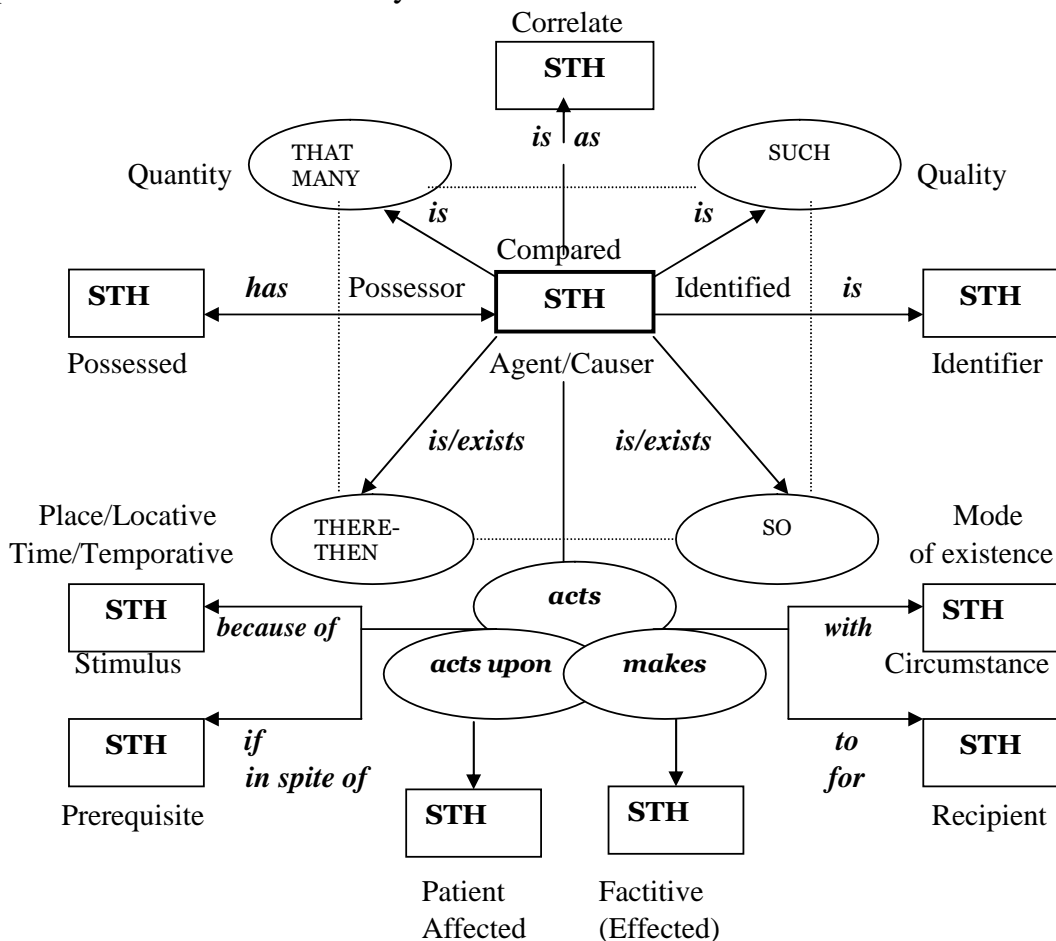 Correlate
STH
is as
THAT
MANY
SUCH
Quantity
Quality
is
is
Compared
STH
has
Possessor
STH
Identified
is
STH
Possessed
Agent/Causer
Identifier
is/exists
is/exists
Place/Locative
Time/Temporative
THERE-
THEN
SO
Mode
of existence
STH
because of
acts
with
STH
Stimulus
acts upon
makes
Circumstance
STH
if
in spite of
to
for
STH
Prerequisite
STH
STH
Recipient
Patient
Affected
Factitive
(Effected)